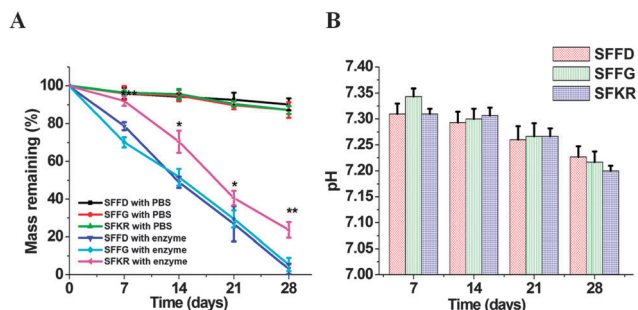 A
B
Mass remaining (%)
100
80
60
40
20
0
***
*
*
**
SFFD with PBS
SFFG with PBS
SFKR with PBS
SFFD with enzyme
SFFG with enzyme
SFKR with enzyme
0 7 14 21 28
Time (days)
pH
7.40
7.35
7.30
7.25
7.20
7.15
7.10
7.05
7.00
SFFD
SFFG
SFKR
7 14 21 28
Time (days)